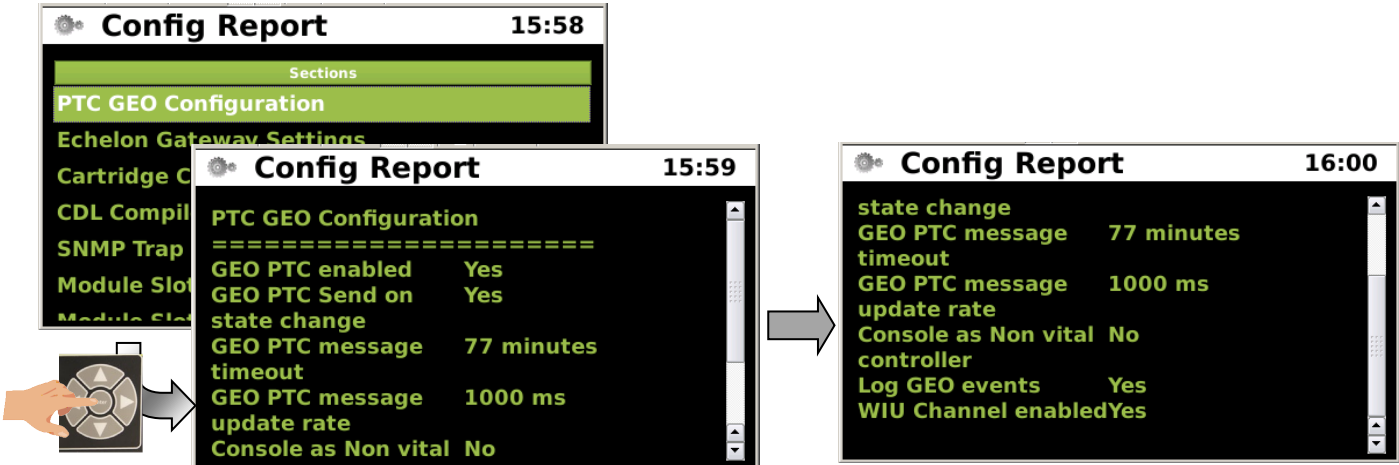 Config Report 15:58
Sections
PTC GEO Configuration
Echelon Gateway Settings
Cartridge C
CDL Compil
SNMP Trap
Module Slot
Module Slot
Config Report 15:59
PTC GEO Configuration
======================
GEO PTC enabled Yes
GEO PTC Send on Yes
state change
GEO PTC message 77 minutes
timeout
GEO PTC message 1000 ms
update rate
Console as Non vital No
Config Report 16:00
state change
GEO PTC message 77 minutes
timeout
GEO PTC message 1000 ms
update rate
Console as Non vital No
controller
Log GEO events Yes
WIU Channel enabledYes